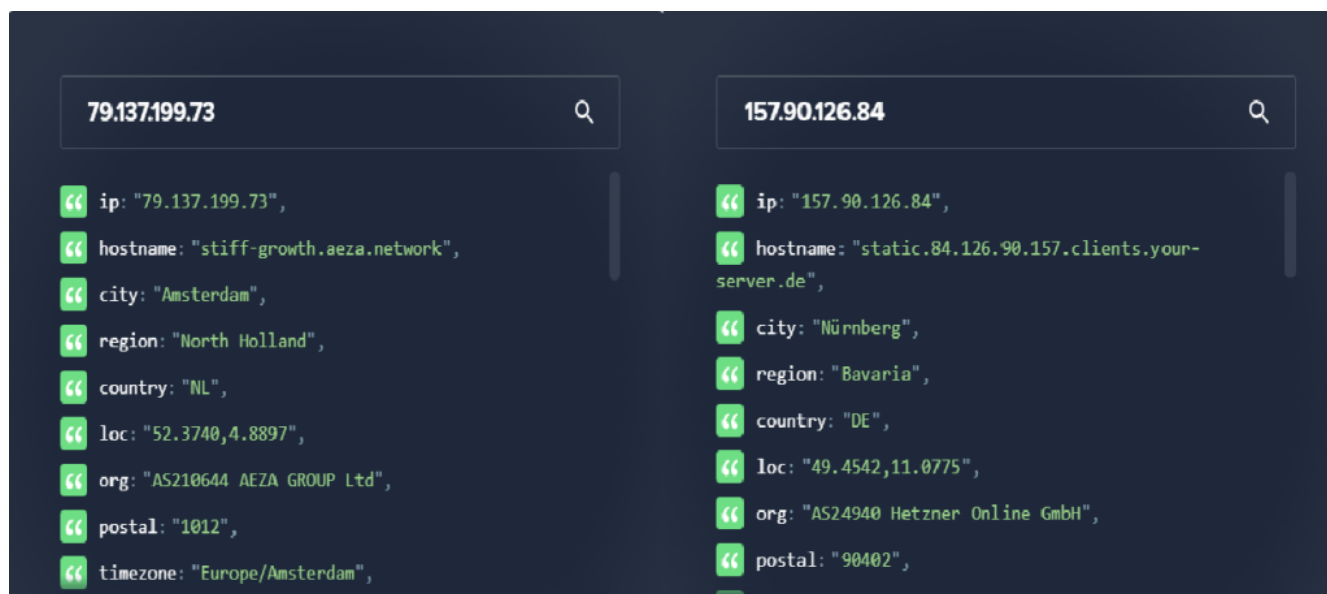 79.137.199.73
ip: "79.137.199.73",
hostname: "stiff-growth.aeza.network",
city: "Amsterdam",
region: "North Holland",
country: "NL",
loc: "52.3740,4.8897",
org: "AS210644 AEZA GROUP Ltd",
postal: "1012",
timezone: "Europe/Amsterdam",
157.90.126.84
ip: "157.90.126.84",
hostname: "static.84.126.90.157.clients.your-
server.de",
city: "Nürnberg",
region: "Bavaria",
country: "DE",
loc: "49.4542,11.0775",
org: "AS24940 Hetzner Online GmbH",
postal: "90402",